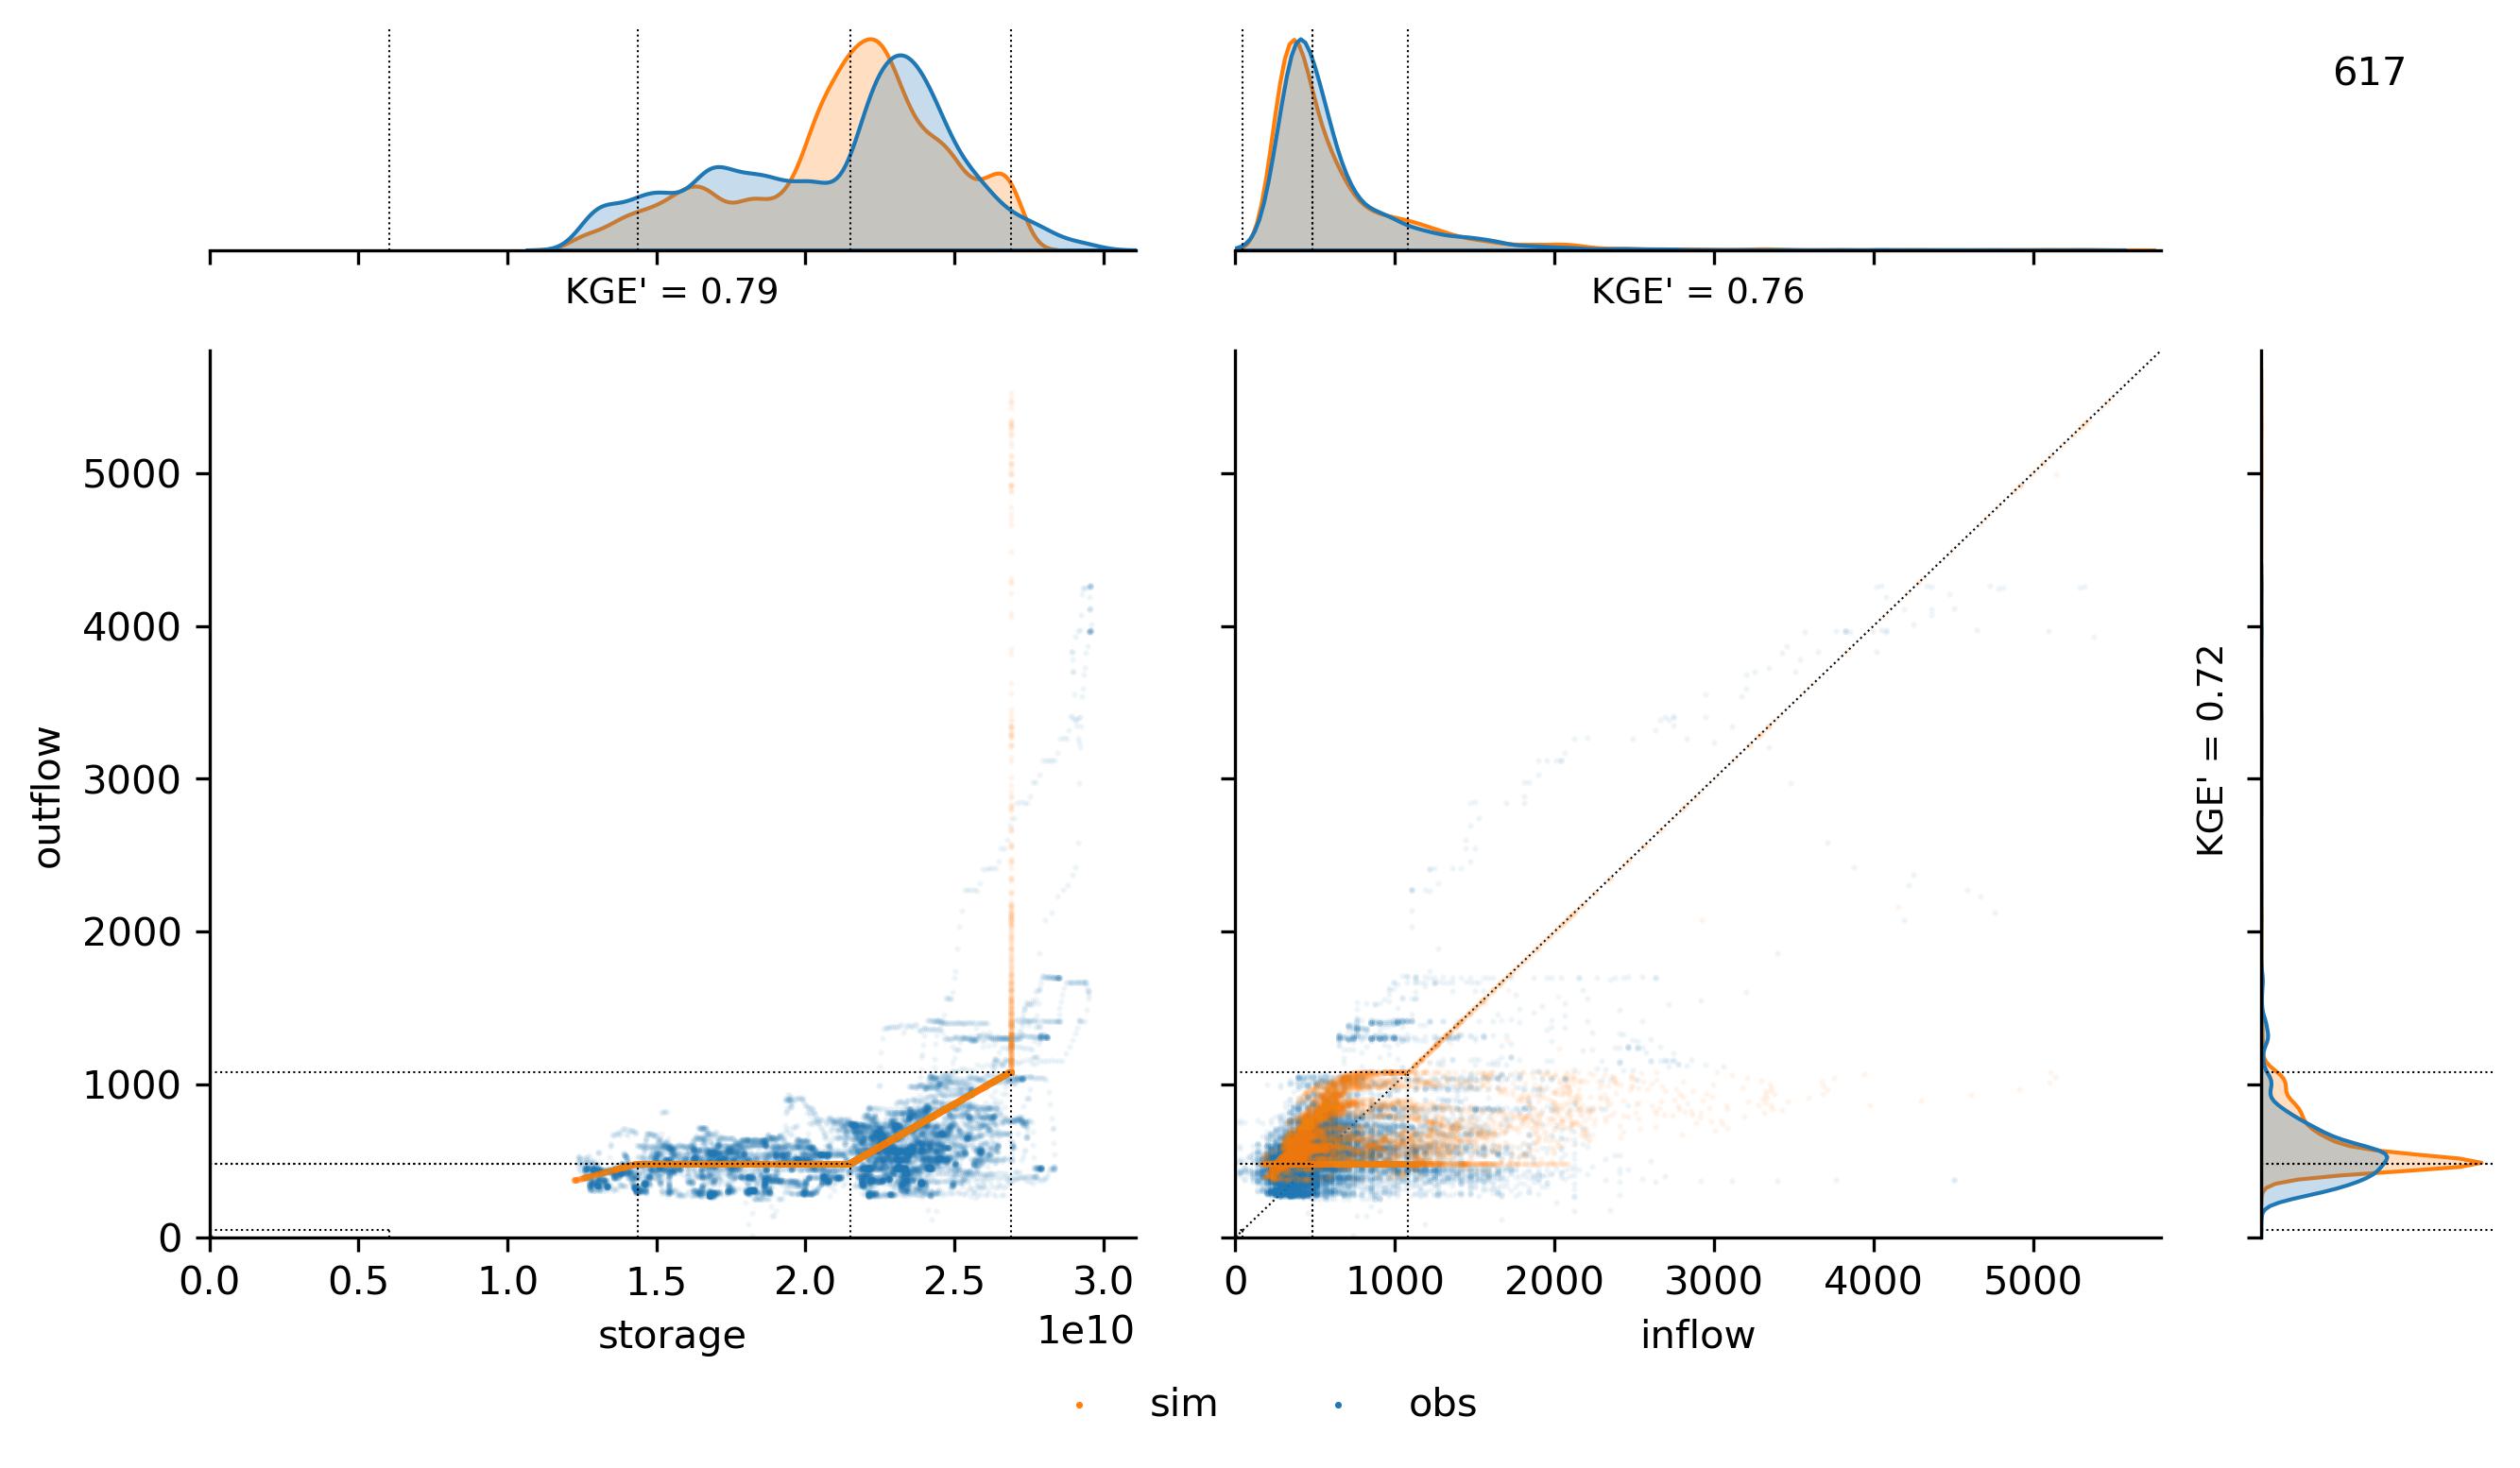 617
KGE' = 0.79
KGE' = 0.76
5000
4000
3000
2000
1000
0
outflow
KGE' = 0.72
0.0 0.5 1.0 1.5 2.0 2.5 3.0
0 1000 2000 3000 4000 5000
1e10
storage
inflow
sim obs